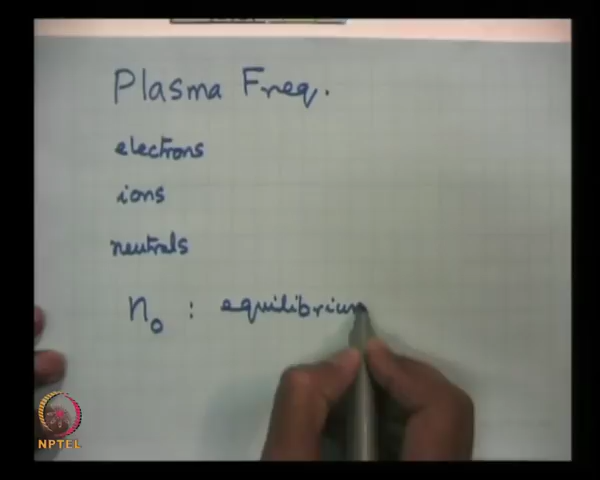 Plasma Freq.
electrons
ions
neutrals
n₀ : equilibrium
NPTEL